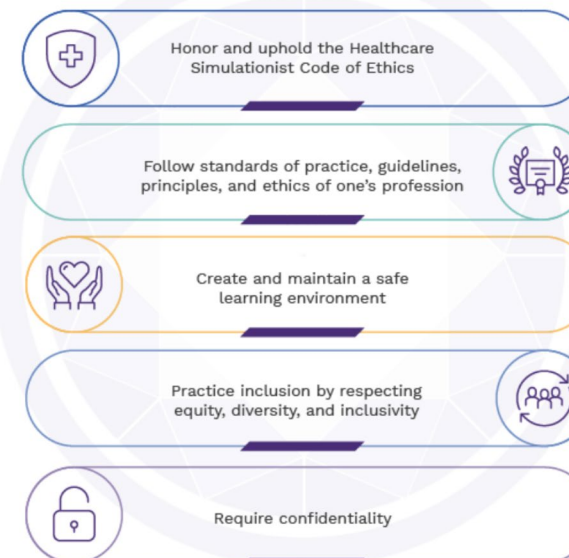 Honor and uphold the Healthcare
Simulationist Code of Ethics
Follow standards of practice, guidelines,
principles, and ethics of one’s profession
Create and maintain a safe
learning environment
Practice inclusion by respecting
equity, diversity, and inclusivity
Require confidentiality